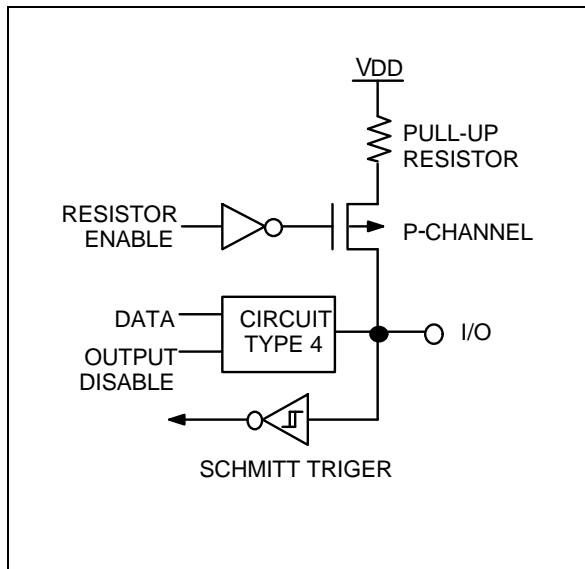 VDD
PULL-UP
RESISTOR
RESISTOR
ENABLE
P-CHANNEL
DATA
OUTPUT
DISABLE
CIRCUIT
TYPE 4
I/O
SCHMITT TRIGER